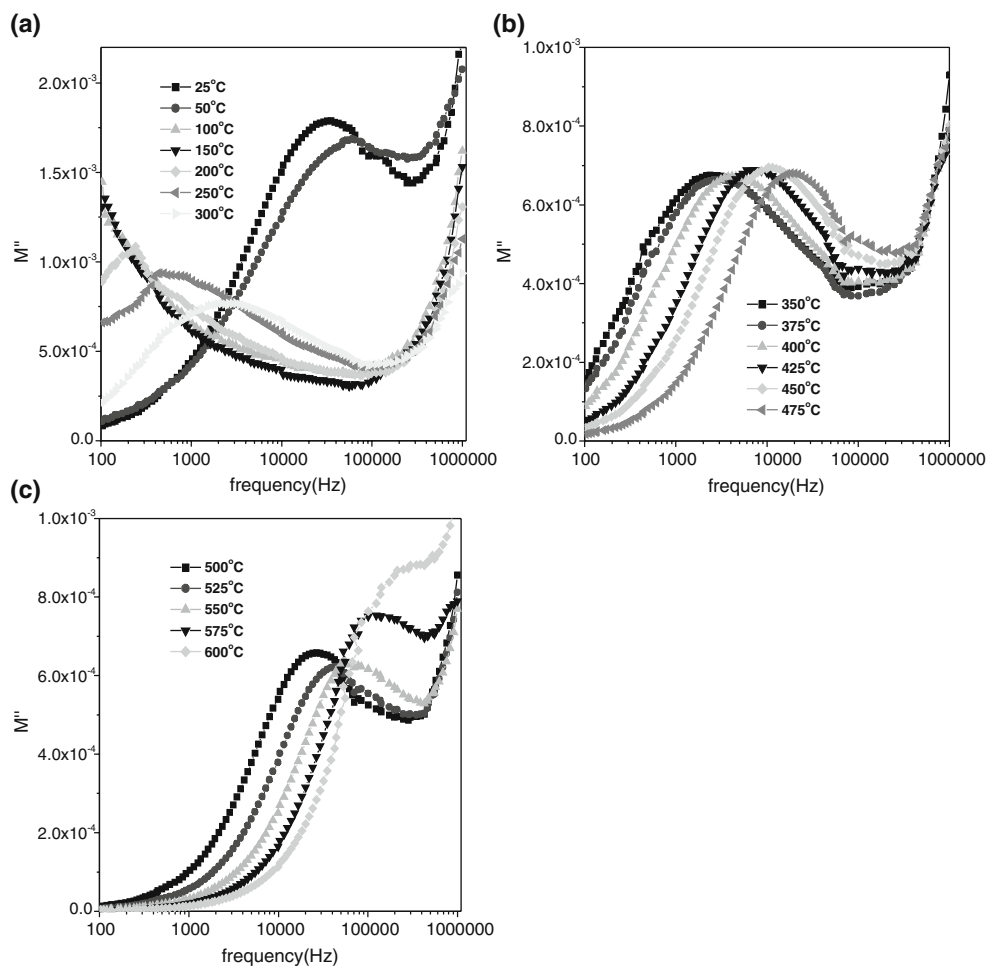 (a)
M''
2.0x10⁻³
1.5x10⁻³
1.0x10⁻³
5.0x10⁻⁴
0.0
25°C
50°C
100°C
150°C
200°C
250°C
300°C
100 1000 10000 100000 1000000
frequency(Hz)
(b)
M''
1.0x10⁻³
8.0x10⁻⁴
6.0x10⁻⁴
4.0x10⁻⁴
2.0x10⁻⁴
0.0
350°C
375°C
400°C
425°C
450°C
475°C
100 1000 10000 100000 1000000
frequency(Hz)
(c)
M''
1.0x10⁻³
8.0x10⁻⁴
6.0x10⁻⁴
4.0x10⁻⁴
2.0x10⁻⁴
0.0
500°C
525°C
550°C
575°C
600°C
100 1000 10000 100000 1000000
frequency(Hz)